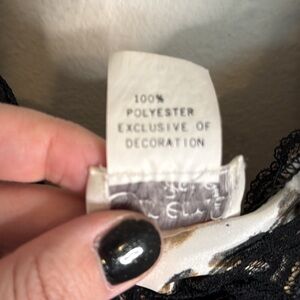 100%
POLYESTER
EXCLUSIVE OF
DECORATION